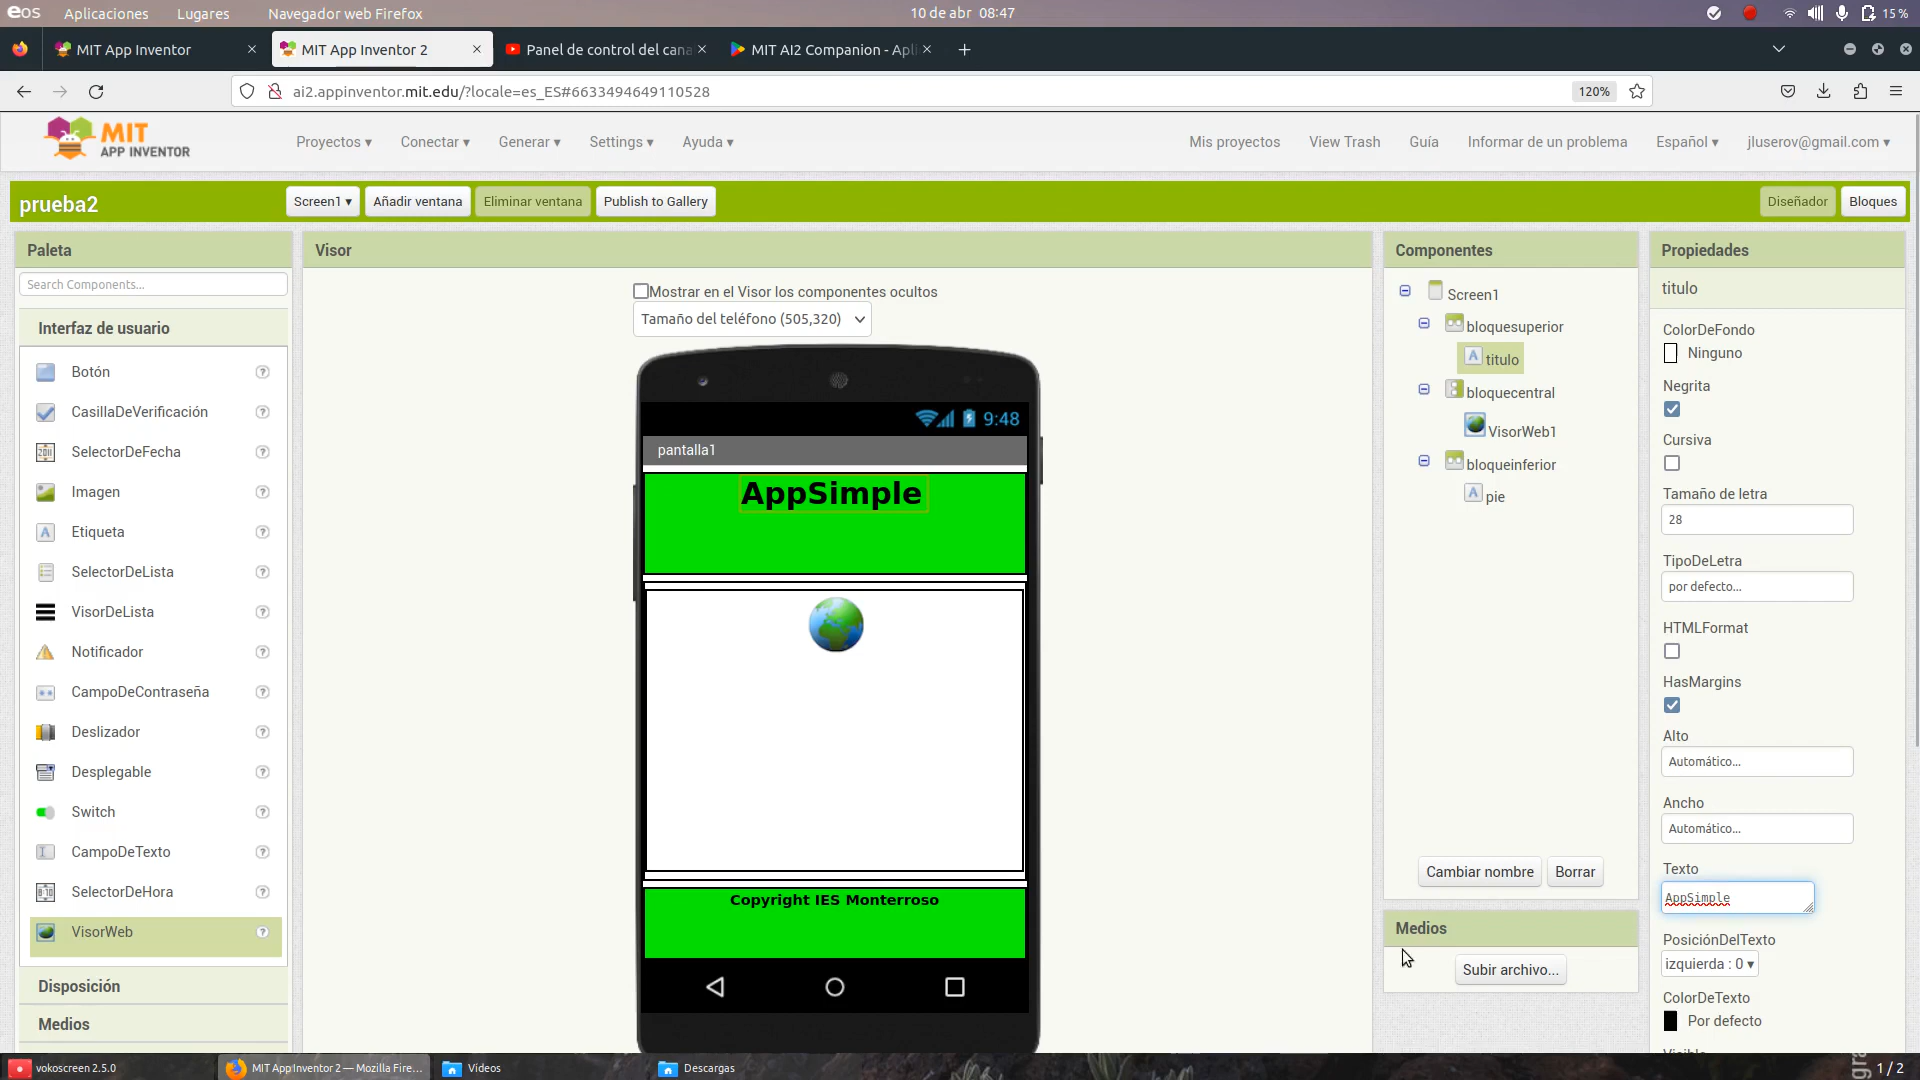 eos Aplicaciones Lugares Navegador web Firefox 10 de abr 08:47 15 %
MIT App Inventor
MIT App Inventor 2
Panel de control del cana
MIT AI2 Companion - Apli
ai2.appinventor.mit.edu/?locale=es_ES#6633494649110528
120%
MIT
APP INVENTOR
Proyectos ▾ Conectar ▾ Generar ▾ Settings ▾ Ayuda ▾ Mis proyectos View Trash Guía Informar de un problema Español ▾ jluserov@gmail.com ▾
prueba2
Screen1 ▾ Añadir ventana Eliminar ventana Publish to Gallery
Diseñador Bloques
Paleta
Search Components...
Interfaz de usuario
Botón ?
CasillaDeVerificación ?
SelectorDeFecha ?
Imagen ?
Etiqueta ?
SelectorDeLista ?
VisorDeLista ?
Notificador ?
CampoDeContraseña ?
Deslizador ?
Desplegable ?
Switch ?
CampoDeTexto ?
SelectorDeHora ?
VisorWeb ?
Disposición
Medios
Visor
Mostrar en el Visor los componentes ocultos
Tamaño del teléfono (505,320)
9:48
pantalla1
AppSimple
Copyright IES Monterroso
Componentes
Screen1
bloquesuperior
titulo
bloquecentral
VisorWeb1
bloqueinferior
pie
Cambiar nombre Borrar
Medios
Subir archivo...
Propiedades
titulo
ColorDeFondo
Ninguno
Negrita
Cursiva
Tamaño de letra
28
TipoDeLetra
por defecto...
HTMLFormat
HasMargins
Alto
Automático...
Ancho
Automático...
Texto
AppSimple
PosiciónDelTexto
izquierda : 0 ▾
ColorDeTexto
Por defecto
Visible
vokoscreen 2.5.0
MIT App Inventor 2 — Mozilla Fire...
Vídeos
Descargas
1 / 2